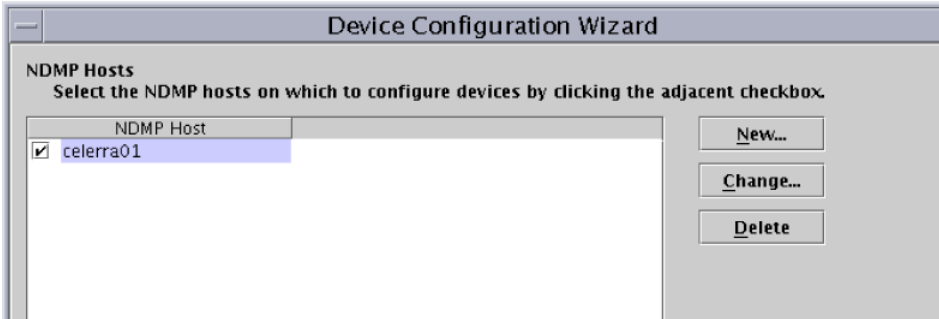 Device Configuration Wizard
NDMP Hosts
Select the NDMP hosts on which to configure devices by clicking the adjacent checkbox.
NDMP Host
celerra01
New...
Change...
Delete